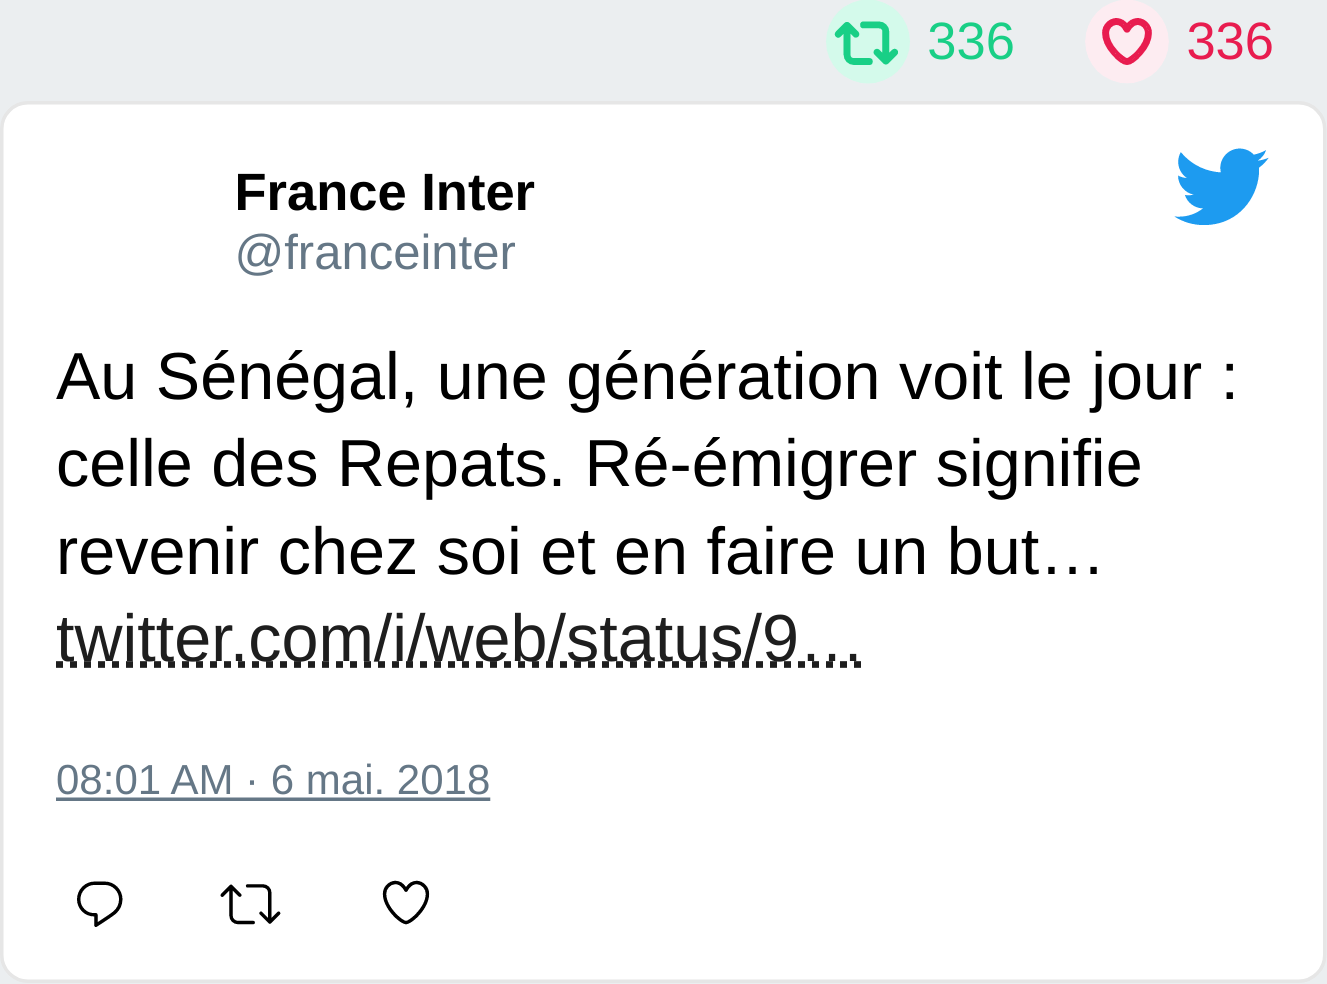 336 336
France Inter
@franceinter
Au Sénégal, une génération voit le jour :
celle des Repats. Ré-émigrer signifie
revenir chez soi et en faire un but…
twitter.com/i/web/status/9…
08:01 AM · 6 mai. 2018